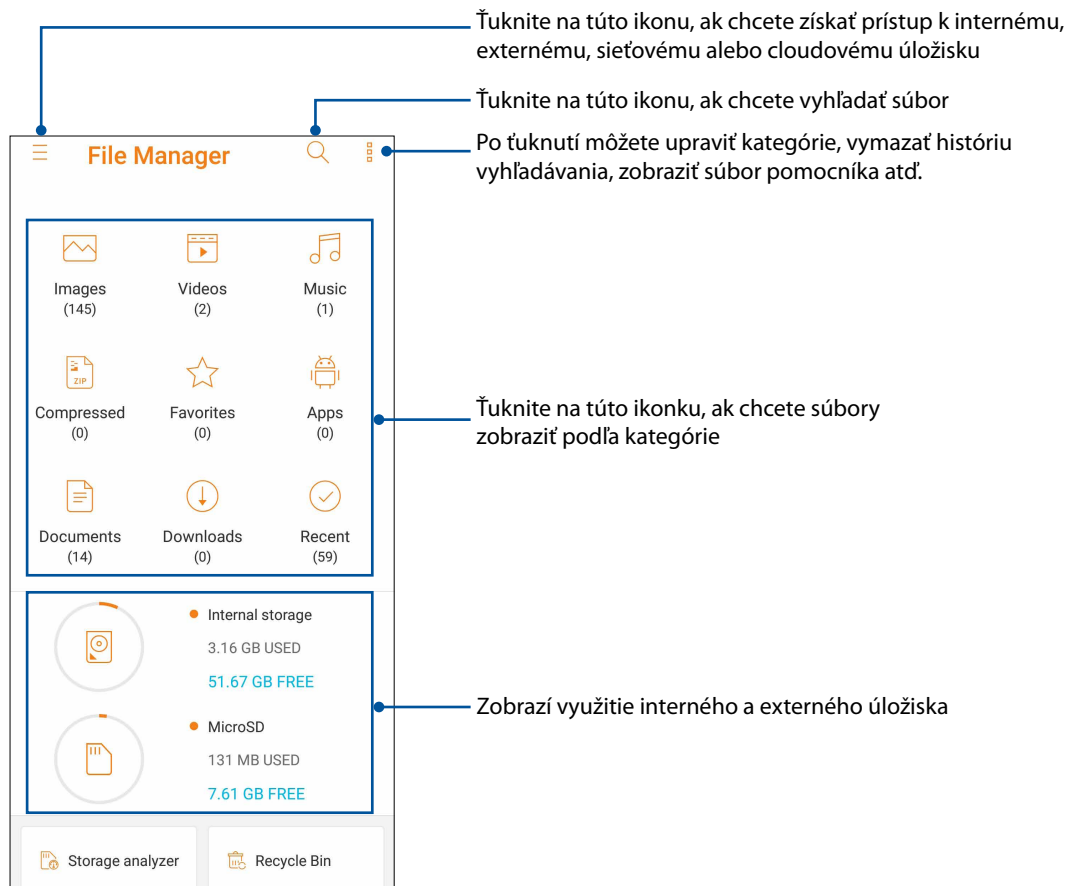 Ťuknite na túto ikonu, ak chcete získať prístup k internému,
externému, sieťovému alebo cloudovému úložisku
Ťuknite na túto ikonu, ak chcete vyhľadať súbor
Po ťuknutí môžete upraviť kategórie, vymazať históriu
vyhľadávania, zobraziť súbor pomocníka atď.
File Manager
Images
(145)
Videos
(2)
Music
(1)
ZIP
Compressed
(0)
Favorites
(0)
Apps
(0)
Ťuknite na túto ikonku, ak chcete súbory
zobraziť podľa kategórie
Documents
(14)
Downloads
(0)
Recent
(59)
Internal storage
3.16 GB USED
51.67 GB FREE
Zobrazí využitie interného a externého úložiska
MicroSD
131 MB USED
7.61 GB FREE
Storage analyzer
Recycle Bin